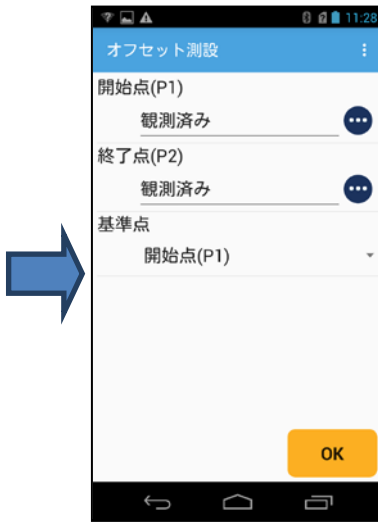 11:28
オフセット測設
開始点(P1)
観測済み
終了点(P2)
観測済み
基準点
開始点(P1)
OK